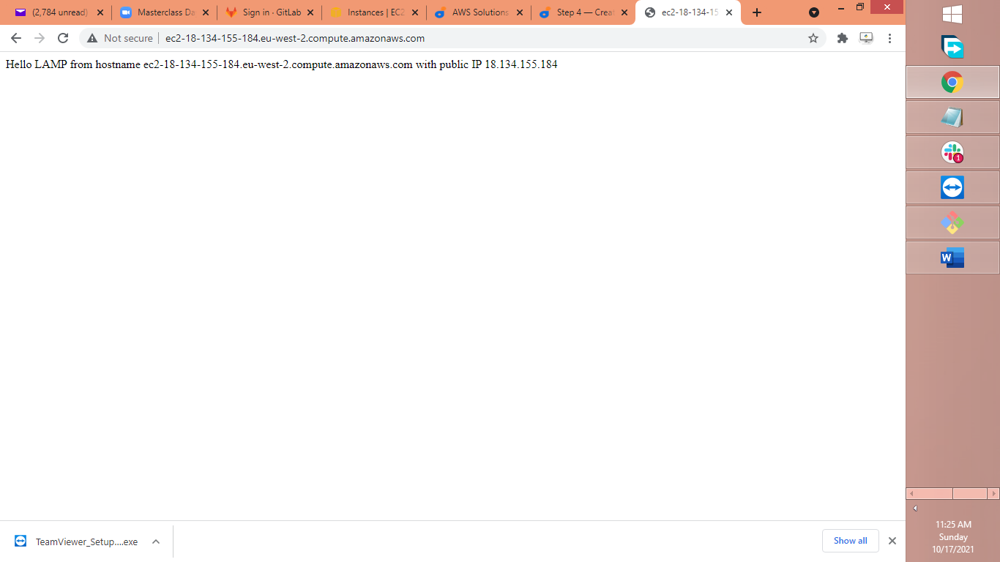 (2,784 unread)
Masterclass Da
Sign in · GitLab
Instances | EC2
AWS Solutions
Step 4 — Creat
ec2-18-134-15
Not secure
ec2-18-134-155-184.eu-west-2.compute.amazonaws.com
Hello LAMP from hostname ec2-18-134-155-184.eu-west-2.compute.amazonaws.com with public IP 18.134.155.184
1
W
TeamViewer_Setup....exe
Show all
11:25 AM
Sunday
10/17/2021